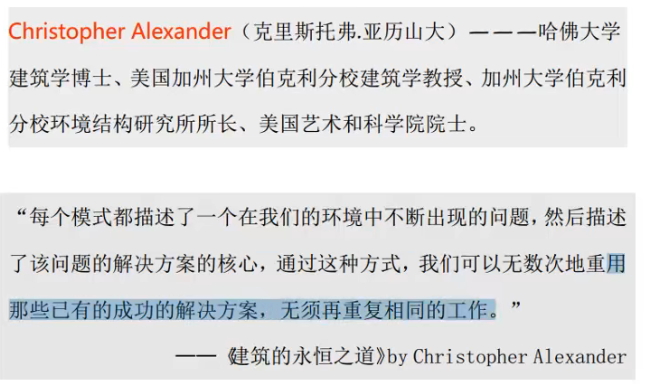 Christopher Alexander（克里斯托弗.亚历山大）———哈佛大学
建筑学博士、美国加州大学伯克利分校建筑学教授、加州大学伯克利
分校环境结构研究所所长、美国艺术和科学院院士。
“每个模式都描述了一个在我们的环境中不断出现的问题，然后描述
了该问题的解决方案的核心，通过这种方式，我们可以无数次地重用
那些已有的成功的解决方案，无须再重复相同的工作。”
——《建筑的永恒之道》by Christopher Alexander